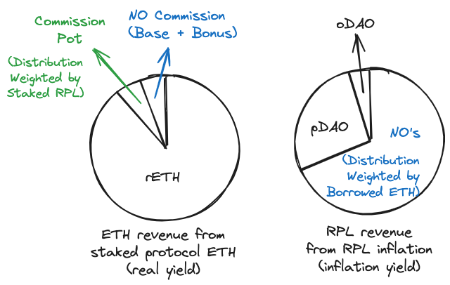 Commission
Pot
(Distribution
Weighted by
Staked RPL)
NO Commission
(Base + Bonus)
rETH
ETH revenue from
staked protocol ETH
(real yield)
oDAO
pDAO
NO's
(Distribution
Weighted by
Borrowed ETH)
RPL revenue
from RPL inflation
(inflation yield)